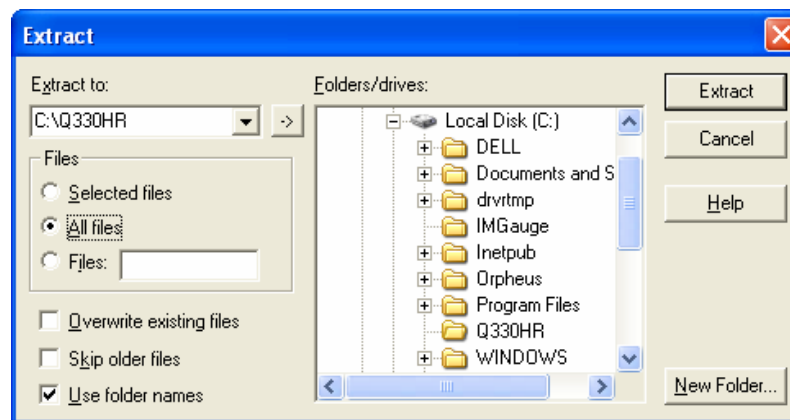 Extract
Extract to:
C:\Q330HR
->
Files
Selected files
All files
Files:
Overwrite existing files
Skip older files
Use folder names
Folders/drives:
Local Disk (C:)
DELL
Documents and S
drvrtmp
IMGauge
Inetpub
Orpheus
Program Files
Q330HR
WINDOWS
Extract
Cancel
Help
New Folder...